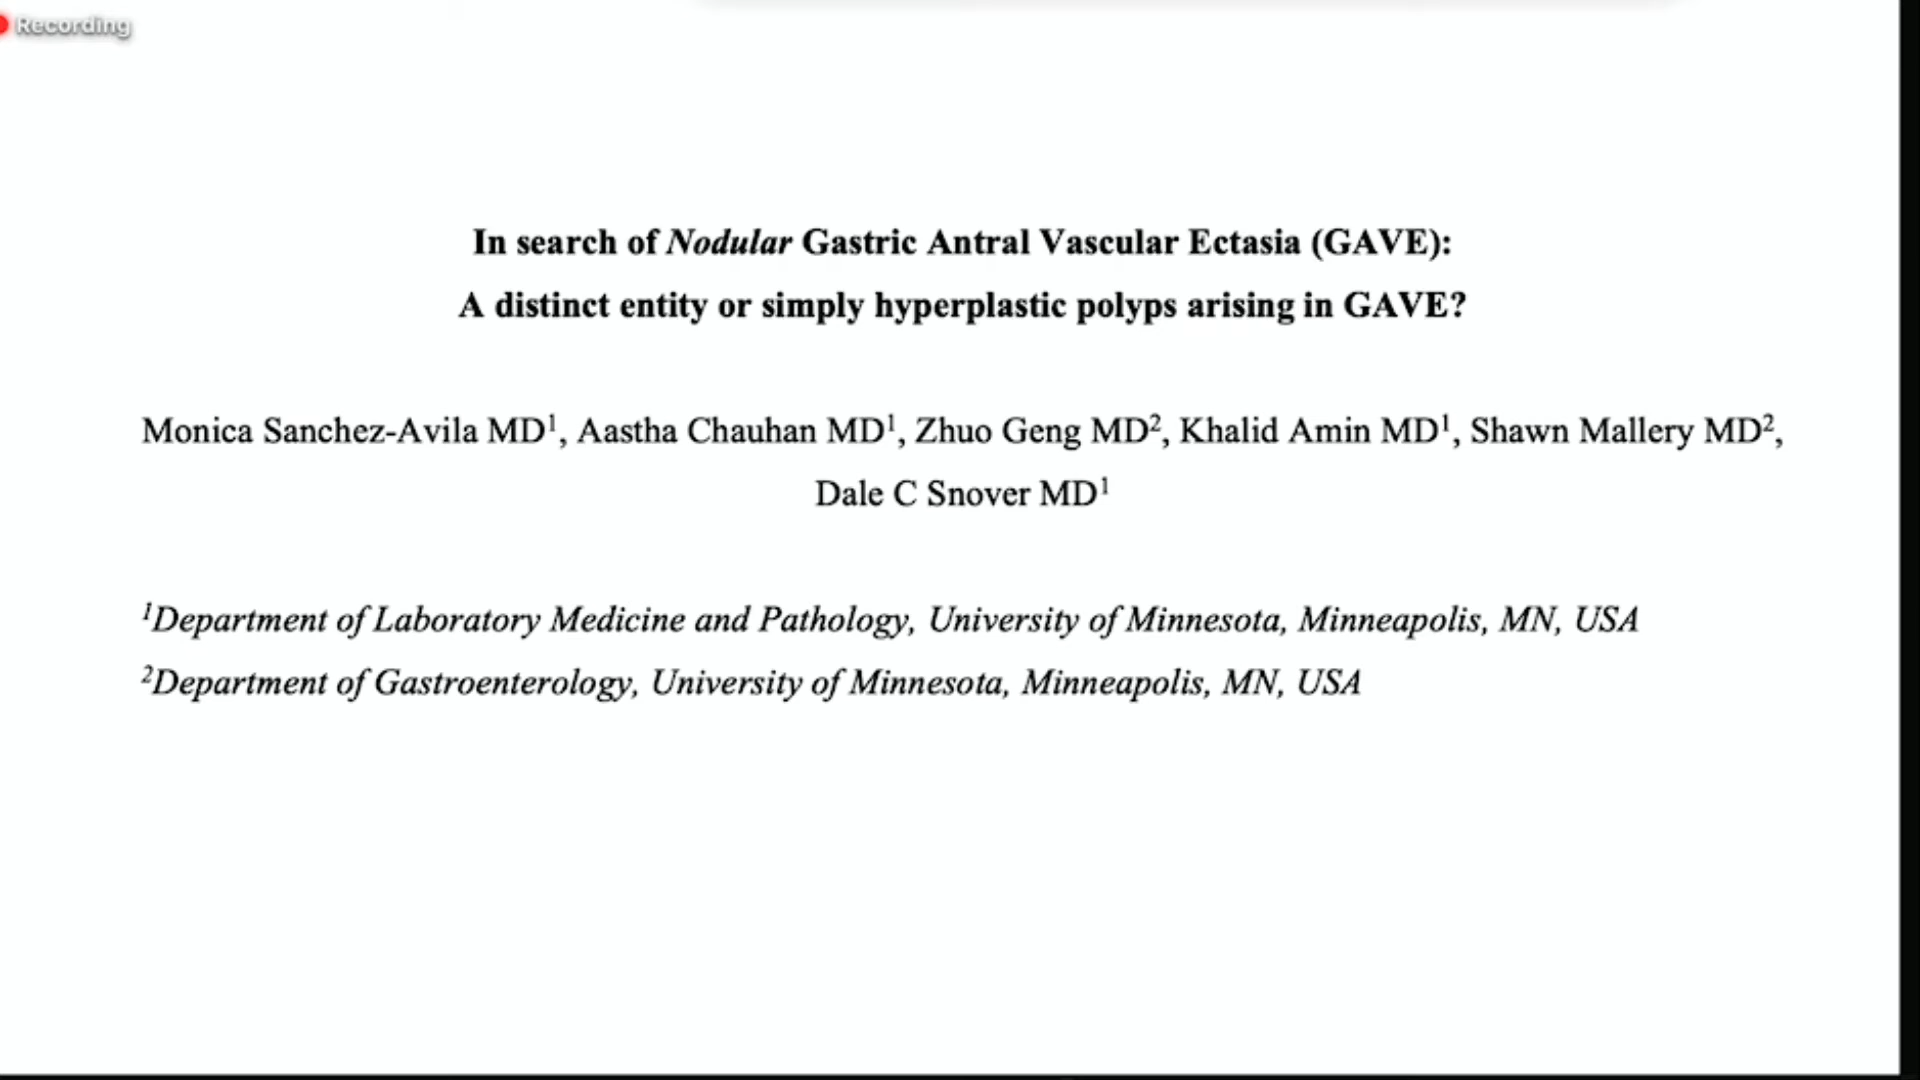 Recording
In search of Nodular Gastric Antral Vascular Ectasia (GAVE):
A distinct entity or simply hyperplastic polyps arising in GAVE?
Monica Sanchez-Avila MD¹, Aastha Chauhan MD¹, Zhuo Geng MD², Khalid Amin MD¹, Shawn Mallery MD²,
Dale C Snover MD¹
¹Department of Laboratory Medicine and Pathology, University of Minnesota, Minneapolis, MN, USA
²Department of Gastroenterology, University of Minnesota, Minneapolis, MN, USA